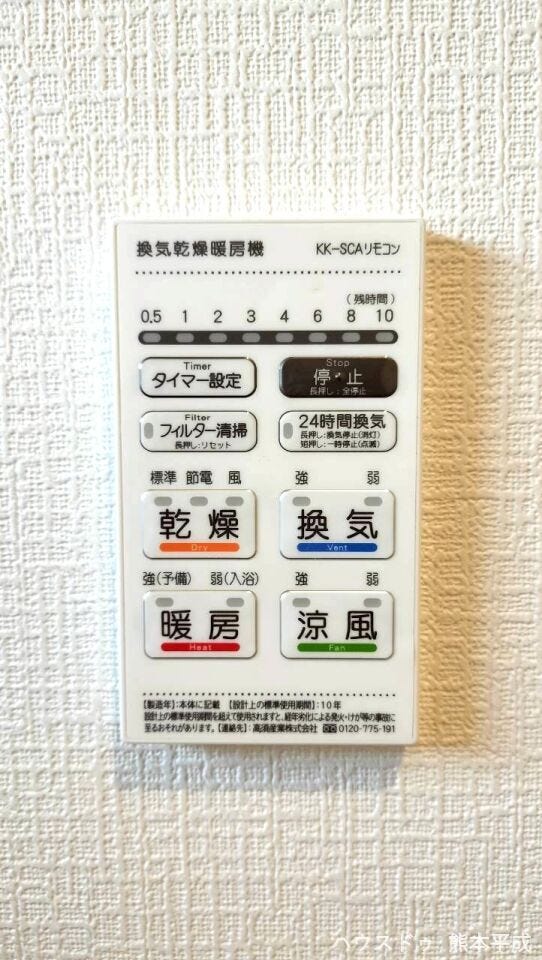 換気乾燥暖房機 KK-SCAリモコン
(残時間)
0.5 1 2 3 4 6 8 10
Timer
タイマー設定
Stop
停・止
長押し:全停止
Filter
フィルター清掃
長押し:リセット
24時間換気
長押し:換気停止(消灯)
短押し:一時停止(点滅)
標準 節電 風
乾燥
Dry
強 弱
換気
Vent
強(予備) 弱(入浴)
暖房
Heat
強 弱
涼風
Fan
【製造年】:本体に記載 【設計上の標準使用期間】:10年
設計上の標準使用期間を超えて使用されますと、経年劣化による発火・けが等の事故に
至るおそれがあります。【連絡先】:高須産業株式会社 0120-775-191
ハウスドゥ 熊本平成